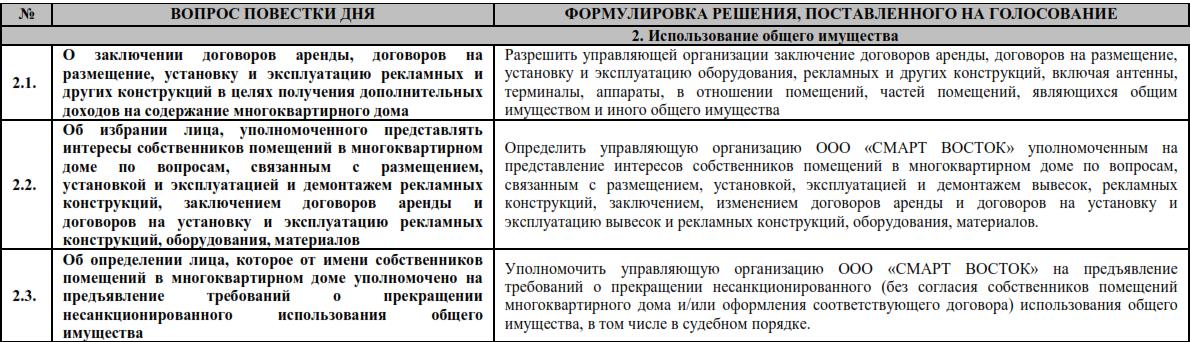 № ВОПРОС ПОВЕСТКИ ДНЯ ФОРМУЛИРОВКА РЕШЕНИЯ, ПОСТАВЛЕННОГО НА ГОЛОСОВАНИЕ
2. Использование общего имущества
2.1.
О заключении договоров аренды, договоров на
размещение, установку и эксплуатацию рекламных и
других конструкций в целях получения дополнительных
доходов на содержание многоквартирного дома
Разрешить управляющей организации заключение договоров аренды, договоров на размещение,
установку и эксплуатацию оборудования, рекламных и других конструкций, включая антенны,
терминалы, аппараты, в отношении помещений, частей помещений, являющихся общим
имуществом и иного общего имущества
2.2.
Об избрании лица, уполномоченного представлять
интересы собственников помещений в многоквартирном
доме по вопросам, связанным с размещением,
установкой и эксплуатацией и демонтажем рекламных
конструкций, заключением договоров аренды и
договоров на установку и эксплуатацию рекламных
конструкций, оборудования, материалов
Определить управляющую организацию ООО «СМАРТ ВОСТОК» уполномоченным на
представление интересов собственников помещений в многоквартирном доме по вопросам,
связанным с размещением, установкой, эксплуатацией и демонтажем вывесок, рекламных
конструкций, заключением, изменением договоров аренды и договоров на установку и
эксплуатацию вывесок и рекламных конструкций, оборудования, материалов.
2.3.
Об определении лица, которое от имени собственников
помещений в многоквартирном доме уполномочено на
предъявление требований о прекращении
несанкционированного использования общего
имущества
Уполномочить управляющую организацию ООО «СМАРТ ВОСТОК» на предъявление
требований о прекращении несанкционированного (без согласия собственников помещений
многоквартирного дома и/или оформления соответствующего договора) использования общего
имущества, в том числе в судебном порядке.